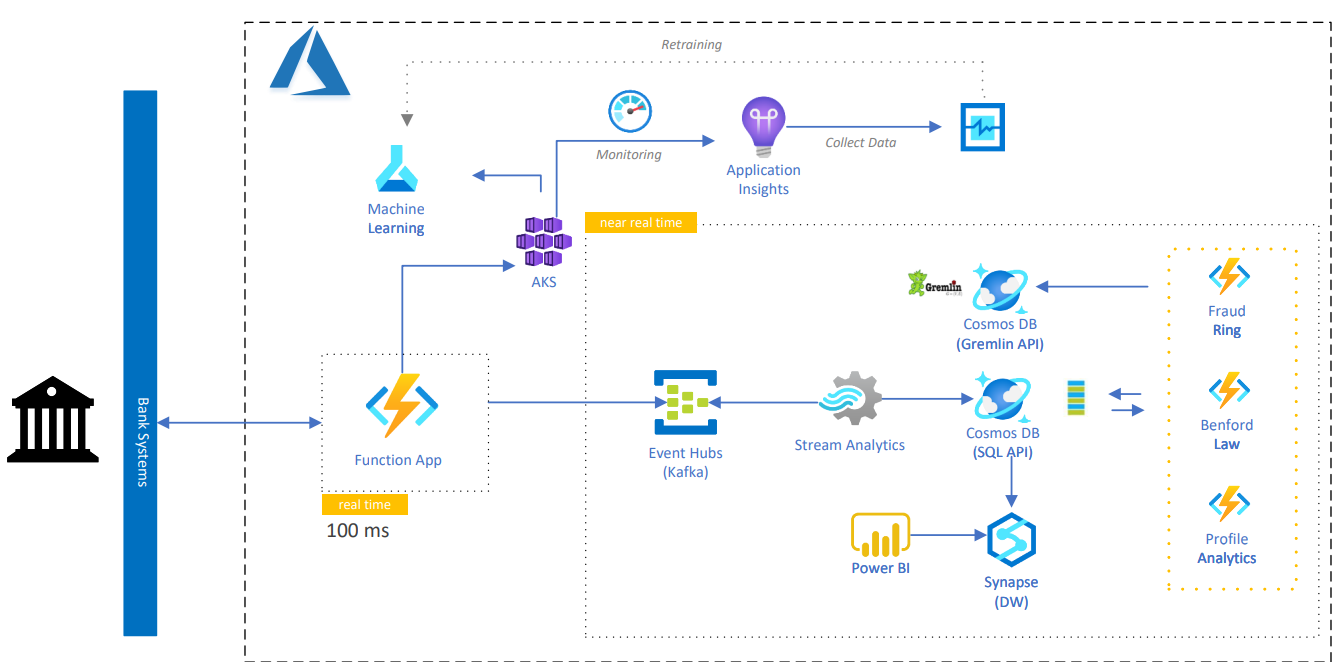 Retraining
Monitoring
Collect Data
Application
Insights
Machine
Learning
AKS
near real time
Gremlin
Cosmos DB
(Gremlin API)
Fraud
Ring
Bank Systems
Function App
real time
100 ms
Event Hubs
(Kafka)
Stream Analytics
Cosmos DB
(SQL API)
Benford
Law
Power BI
Synapse
(DW)
Profile
Analytics